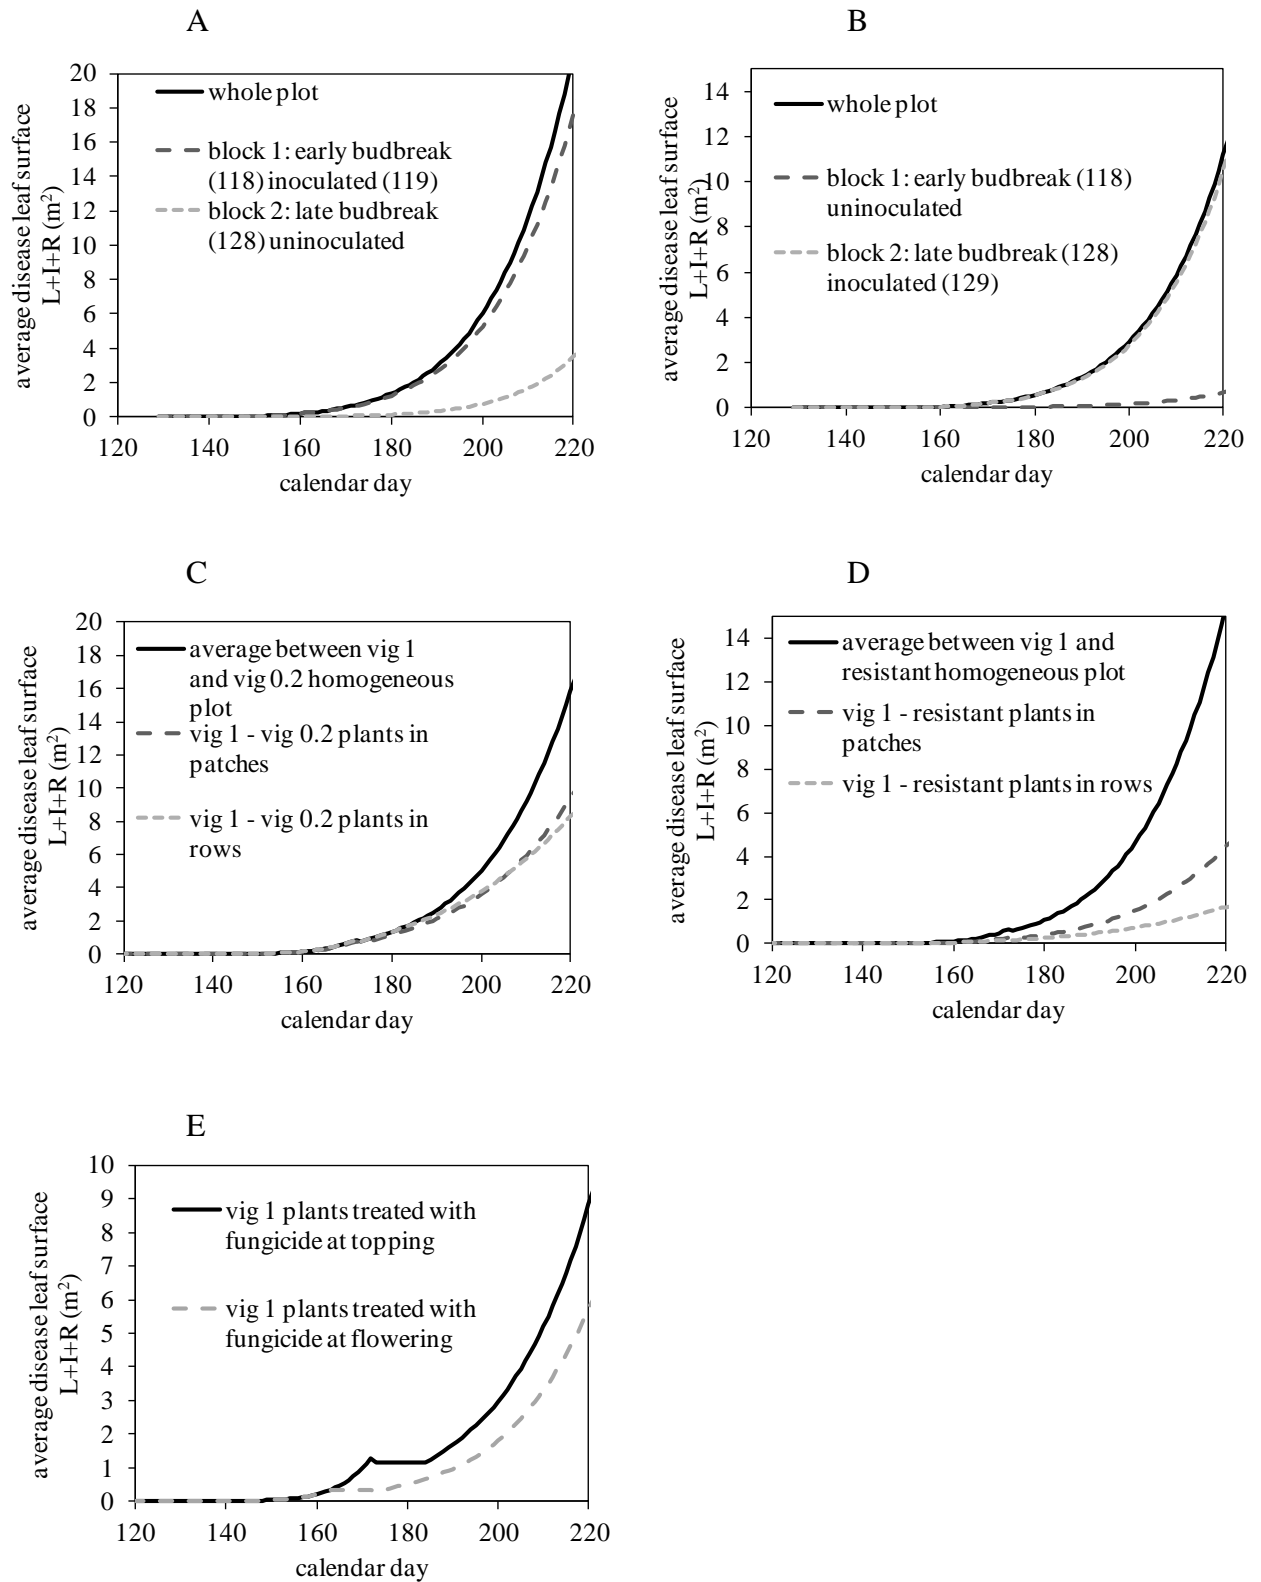 A
average disease leaf surface
L+I+R (m²)
20
18
16
14
12
10
8
6
4
2
0
whole plot
block 1: early budbreak
(118) inoculated (119)
block 2: late budbreak
(128) uninoculated
120 140 160 180 200 220
calendar day
B
average disease leaf surface
L+I+R (m²)
14
12
10
8
6
4
2
0
whole plot
block 1: early budbreak (118)
uninoculated
block 2: late budbreak (128)
inoculated (129)
120 140 160 180 200 220
calendar day
C
average disease leaf surface
L+I+R (m²)
20
18
16
14
12
10
8
6
4
2
0
average between vig 1
and vig 0.2 homogeneous
plot
vig 1 - vig 0.2 plants in
patches
vig 1 - vig 0.2 plants in
rows
120 140 160 180 200 220
calendar day
D
average disease leaf surface
L+I+R (m²)
14
12
10
8
6
4
2
0
average between vig 1 and
resistant homogeneous plot
vig 1 - resistant plants in
patches
vig 1 - resistant plants in rows
120 140 160 180 200 220
calendar day
E
average disease leaf surface
L+I+R (m²)
10
9
8
7
6
5
4
3
2
1
0
vig 1 plants treated with
fungicide at topping
vig 1 plants treated with
fungicide at flowering
120 140 160 180 200 220
calendar day